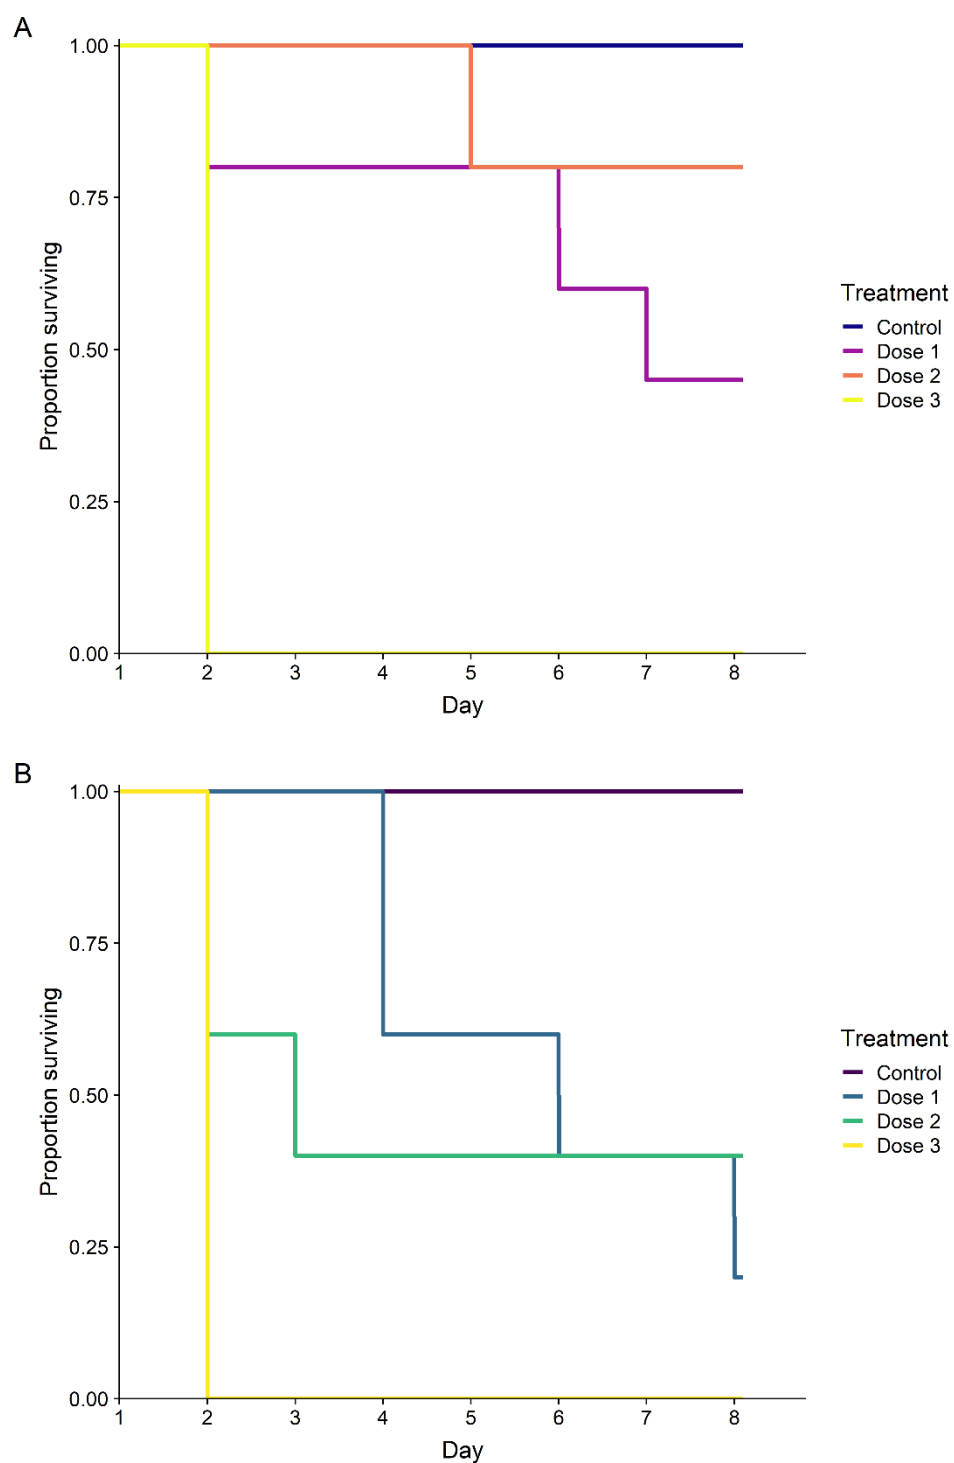 A
1.00
0.75
0.50
0.25
0.00
Proportion surviving
1 2 3 4 5 6 7 8
Day
Treatment
Control
Dose 1
Dose 2
Dose 3
B
1.00
0.75
0.50
0.25
0.00
Proportion surviving
1 2 3 4 5 6 7 8
Day
Treatment
Control
Dose 1
Dose 2
Dose 3